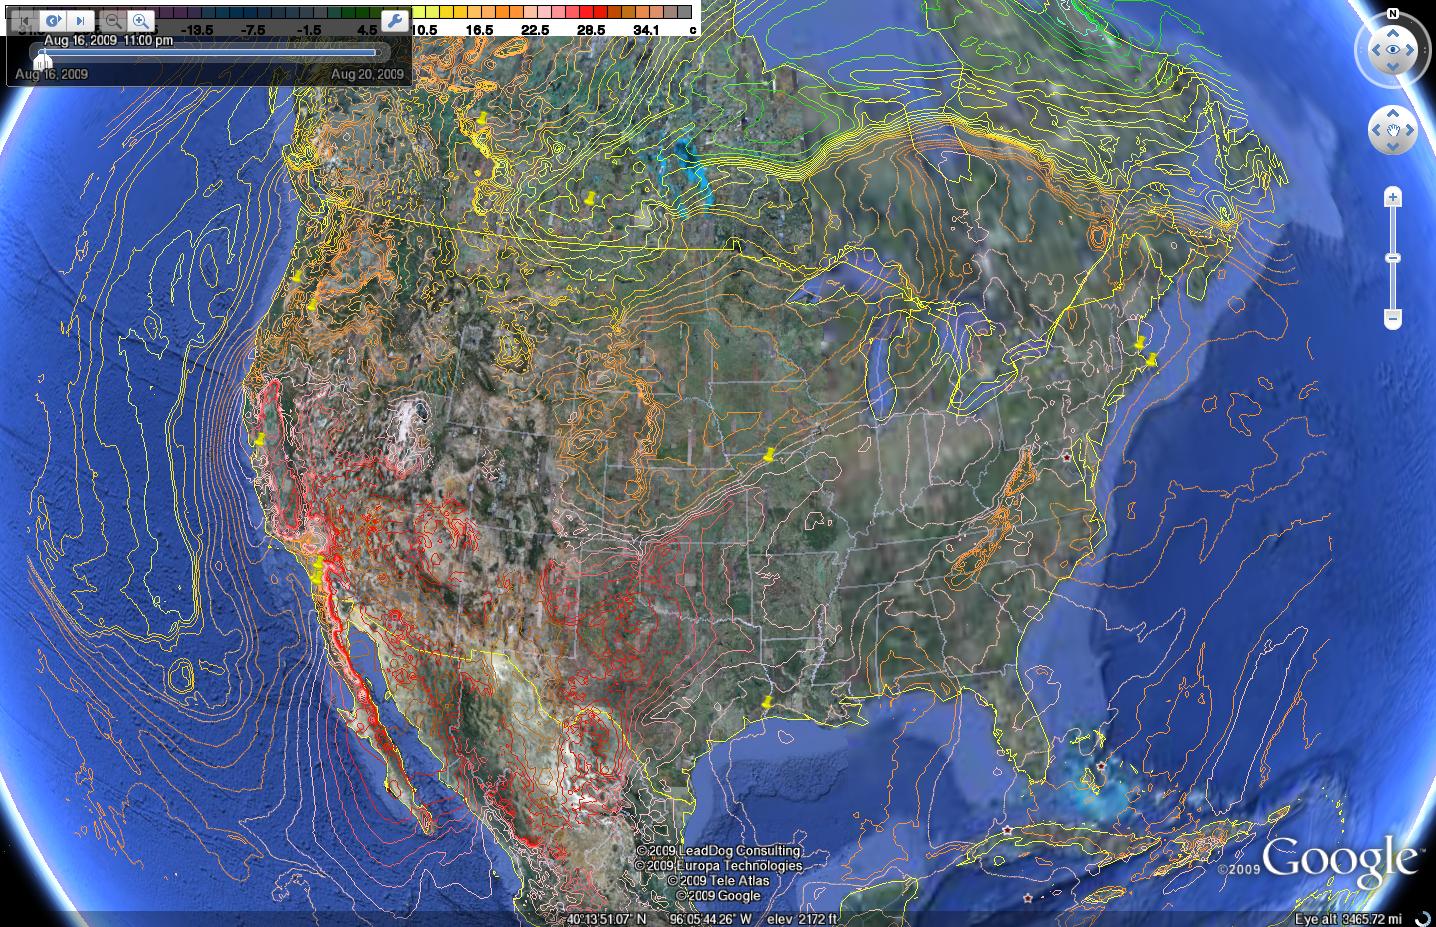 -13.5 -7.5 -1.5 4.5 10.5 16.5 22.5 28.5 34.1 c
Aug 16, 2009 11:00 pm
Aug 16, 2009 Aug 20, 2009
N
© 2009 LeadDog Consulting
© 2009 Europa Technologies
© 2009 Tele Atlas
© 2009 Google
©2009 Google™
40°13'51.07" N 96°05'44.26" W elev 2172 ft
Eye alt 3465.72 mi